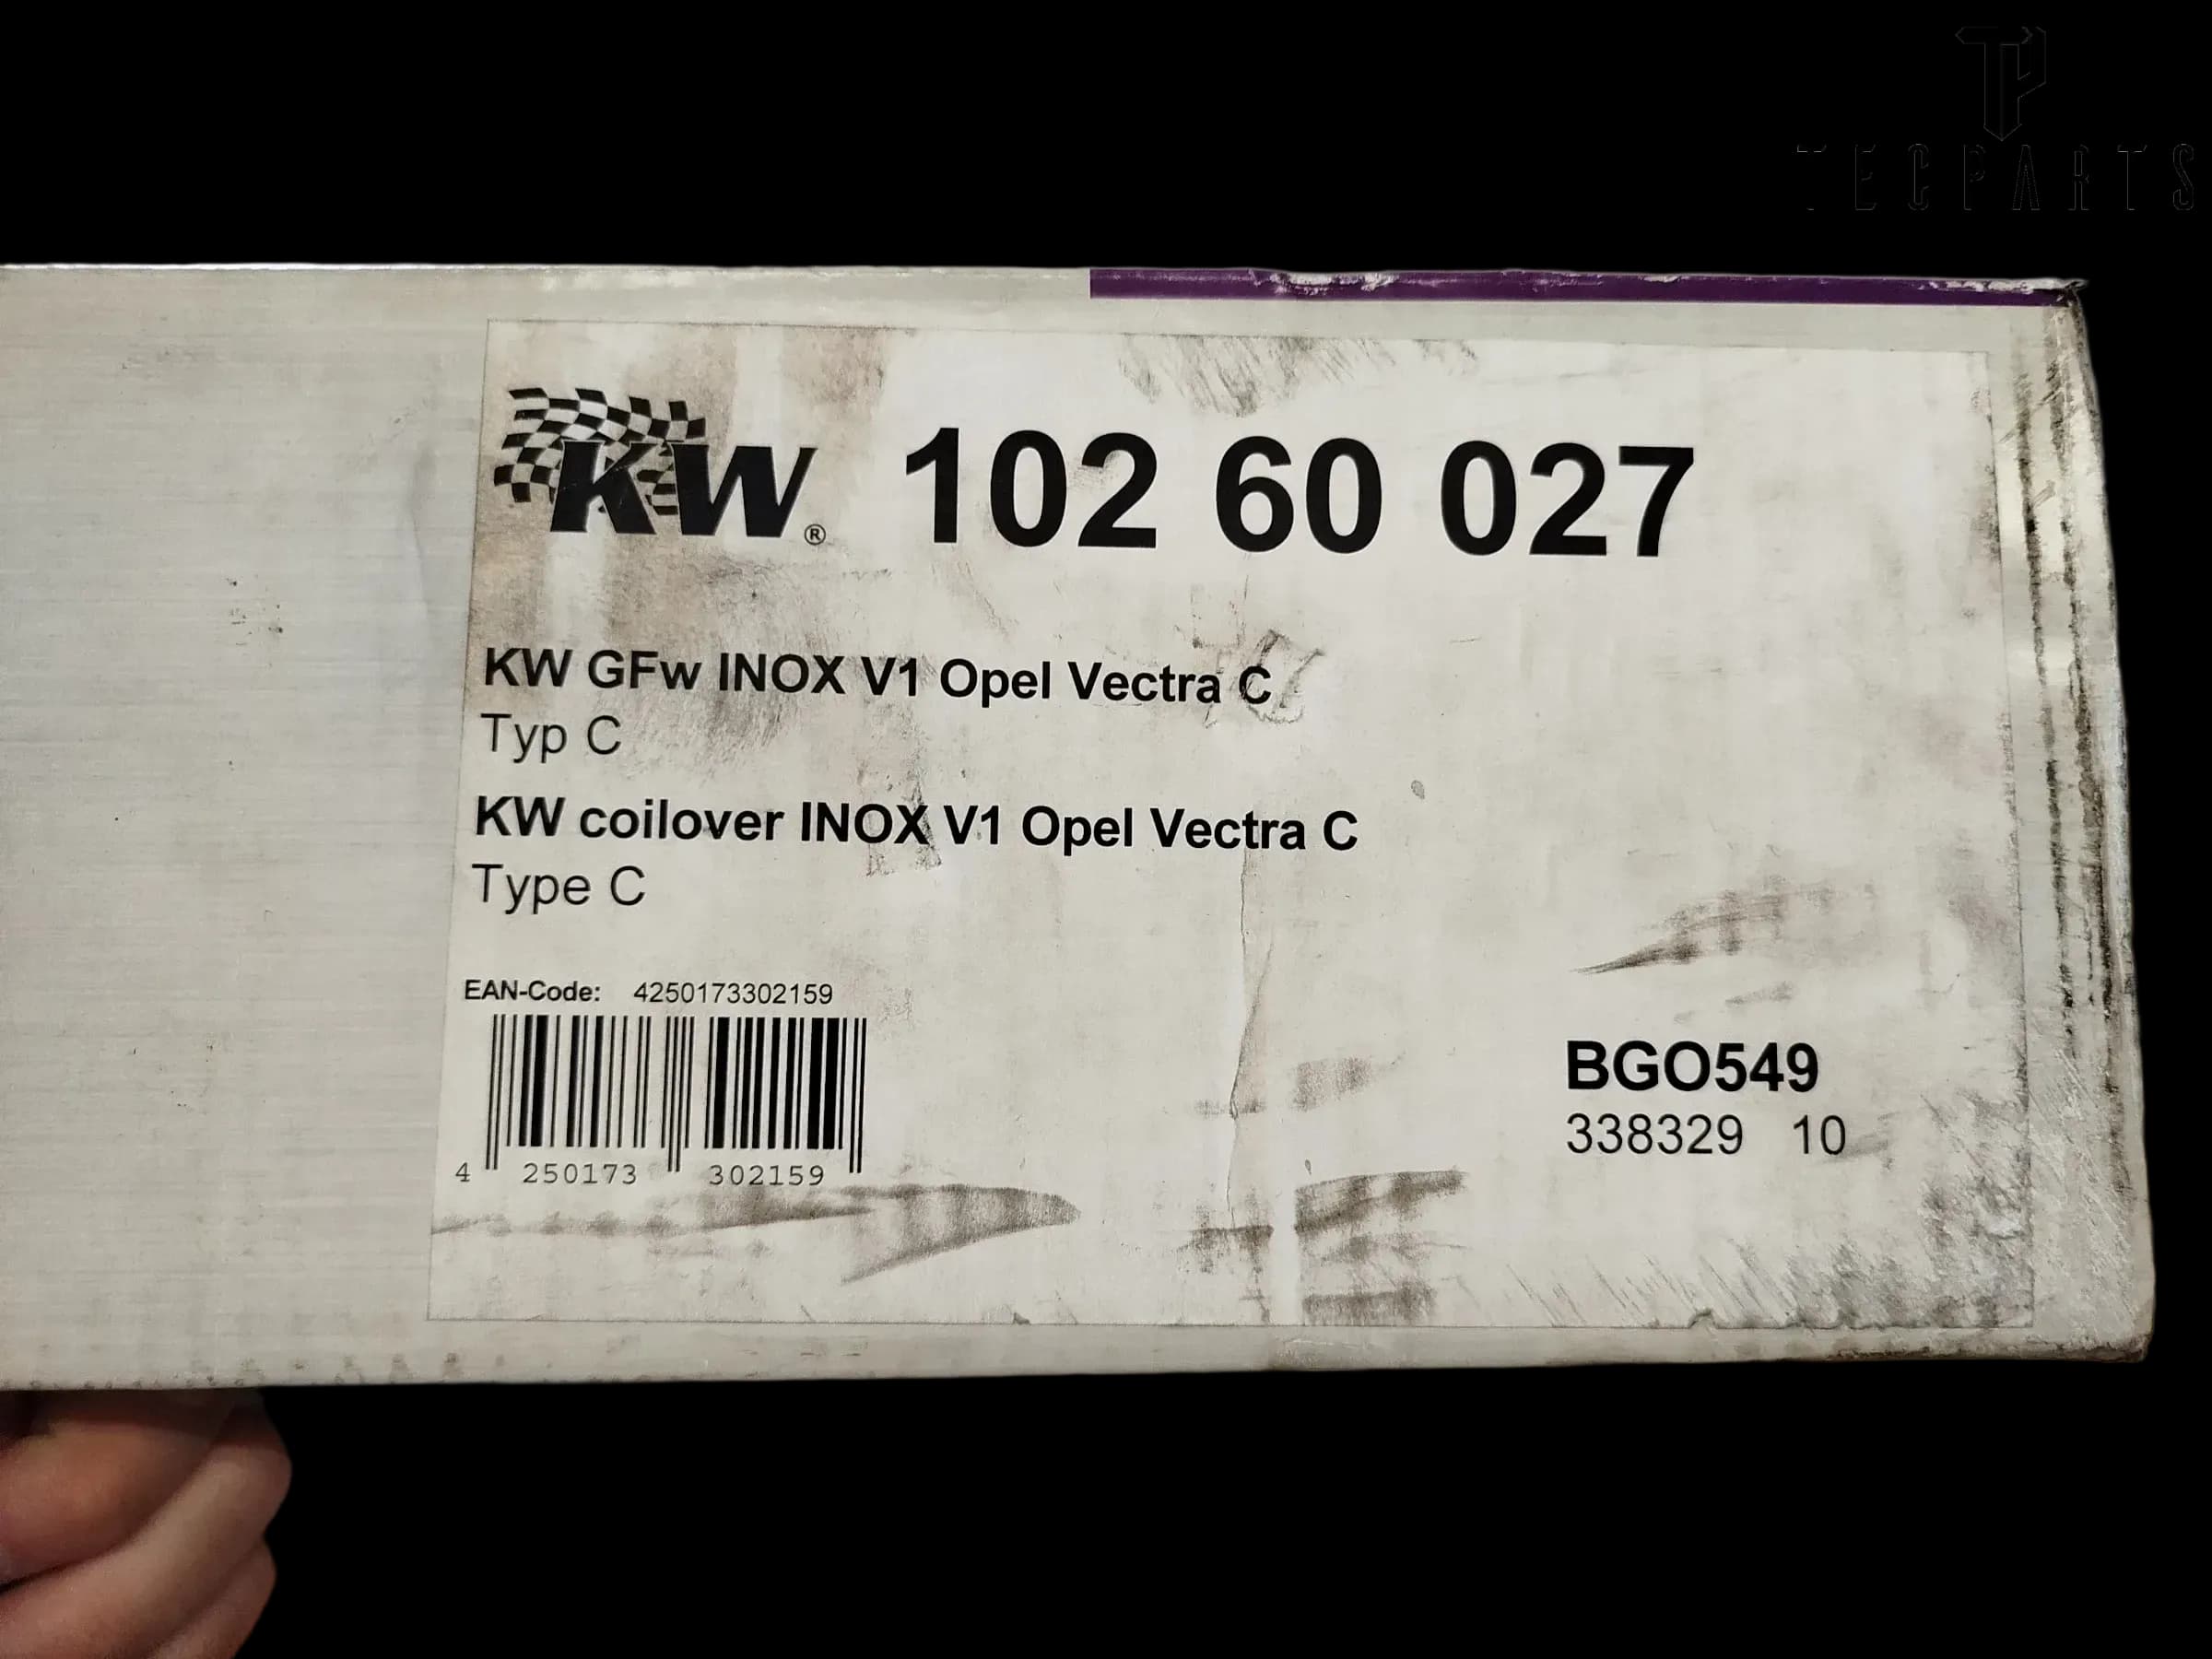 TP
TECPARTS
KW® 102 60 027
KW GFw INOX V1 Opel Vectra C
Typ C
KW coilover INOX V1 Opel Vectra C
Type C
EAN-Code: 4250173302159
4 250173 302159
BGO549
338329 10